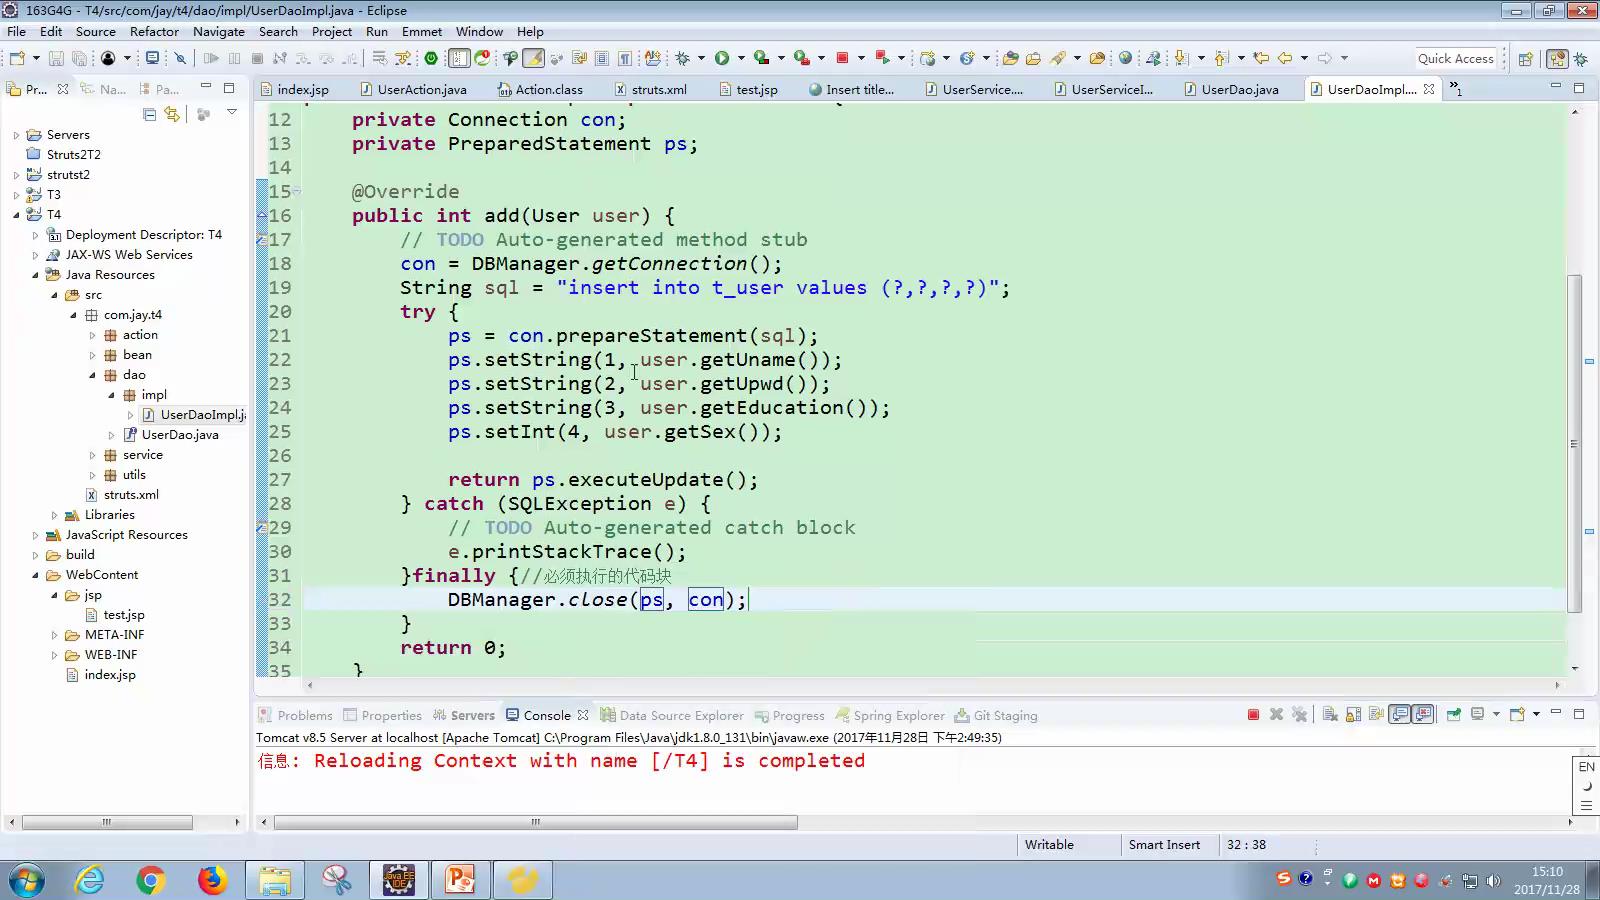 163G4G - T4/src/com/jay/t4/dao/impl/UserDaoImpl.java - Eclipse
File Edit Source Refactor Navigate Search Project Run Emmet Window Help
Quick Access
Pr... Na... Pa...
index.jsp UserAction.java Action.class struts.xml test.jsp Insert title... UserService.... UserServiceI... UserDao.java UserDaoImpl.... »1
Servers
Struts2T2
strutst2
T3
T4
Deployment Descriptor: T4
JAX-WS Web Services
Java Resources
src
com.jay.t4
action
bean
dao
impl
UserDaoImpl.j
UserDao.java
service
utils
struts.xml
Libraries
JavaScript Resources
build
WebContent
jsp
test.jsp
META-INF
WEB-INF
index.jsp
12 private Connection con;
13 private PreparedStatement ps;
14
15 @Override
16 public int add(User user) {
17 // TODO Auto-generated method stub
18 con = DBManager.getConnection();
19 String sql = "insert into t_user values (?,?,?,?)";
20 try {
21 ps = con.prepareStatement(sql);
22 ps.setString(1, user.getUname());
23 ps.setString(2, user.getUpwd());
24 ps.setString(3, user.getEducation());
25 ps.setInt(4, user.getSex());
26
27 return ps.executeUpdate();
28 } catch (SQLException e) {
29 // TODO Auto-generated catch block
30 e.printStackTrace();
31 }finally {//必须执行的代码块
32 DBManager.close(ps, con);
33 }
34 return 0;
35 }
Problems Properties Servers Console Data Source Explorer Progress Spring Explorer Git Staging
Tomcat v8.5 Server at localhost [Apache Tomcat] C:\Program Files\Java\jdk1.8.0_131\bin\javaw.exe (2017年11月28日 下午2:49:35)
信息: Reloading Context with name [/T4] is completed
EN
Writable Smart Insert 32 : 38
15:10
2017/11/28